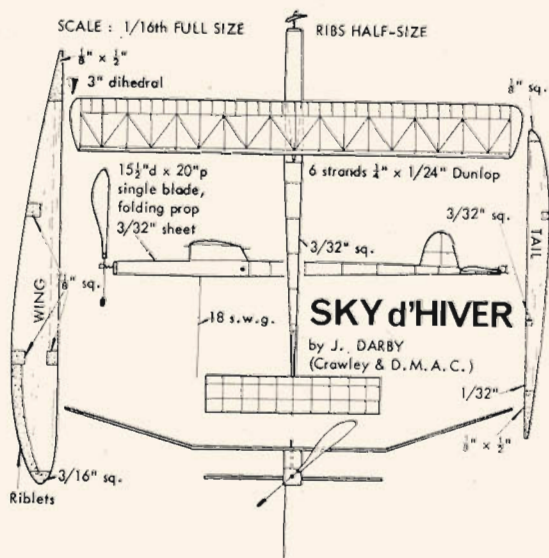 SCALE : 1/16th FULL SIZE
RIBS HALF-SIZE
1/8" x 1/2"
3" dihedral
1/8" sq.
15½"d x 20"p
single blade,
folding prop
3/32" sheet
6 strands ¼" x 1/24" Dunlop
3/32" sq.
3/32" sq.
TAIL
WING
1/8" sq.
18 s.w.g.
SKY d'HIVER
by J. DARBY
(Crawley & D.M.A.C.)
1/32"
1/8" x 1/2"
3/16" sq.
Riblets